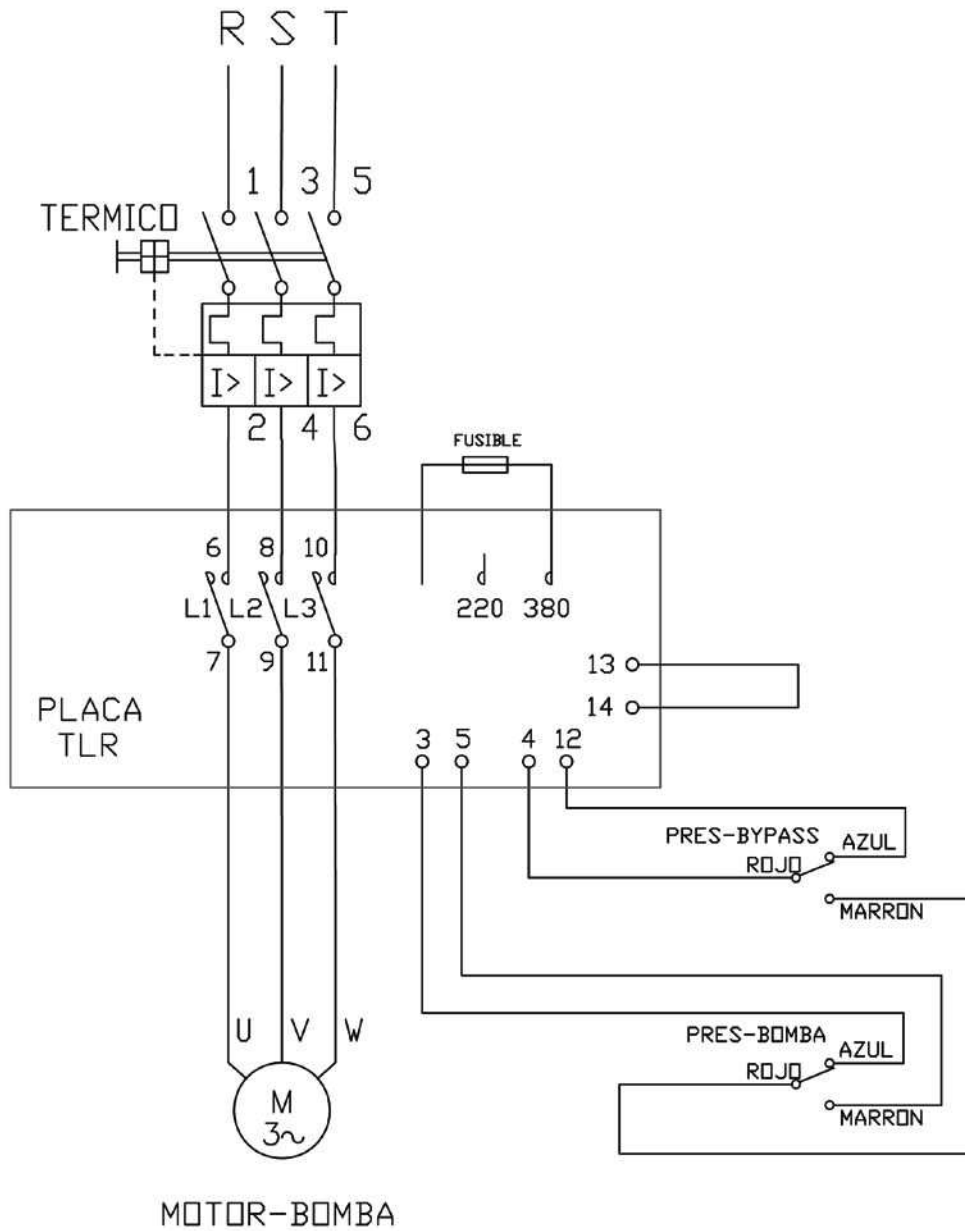 R S T
1 3 5
TERMICO
I> I> I>
2 4 6
FUSIBLE
6 8 10
L1 L2 L3
220 380
7 9 11
13
14
PLACA
TLR
3 5 4 12
PRES-BYPASS
AZUL
ROJO
MARRON
U V W
PRES-BOMBA
AZUL
ROJO
MARRON
M
3~
MOTOR-BOMBA